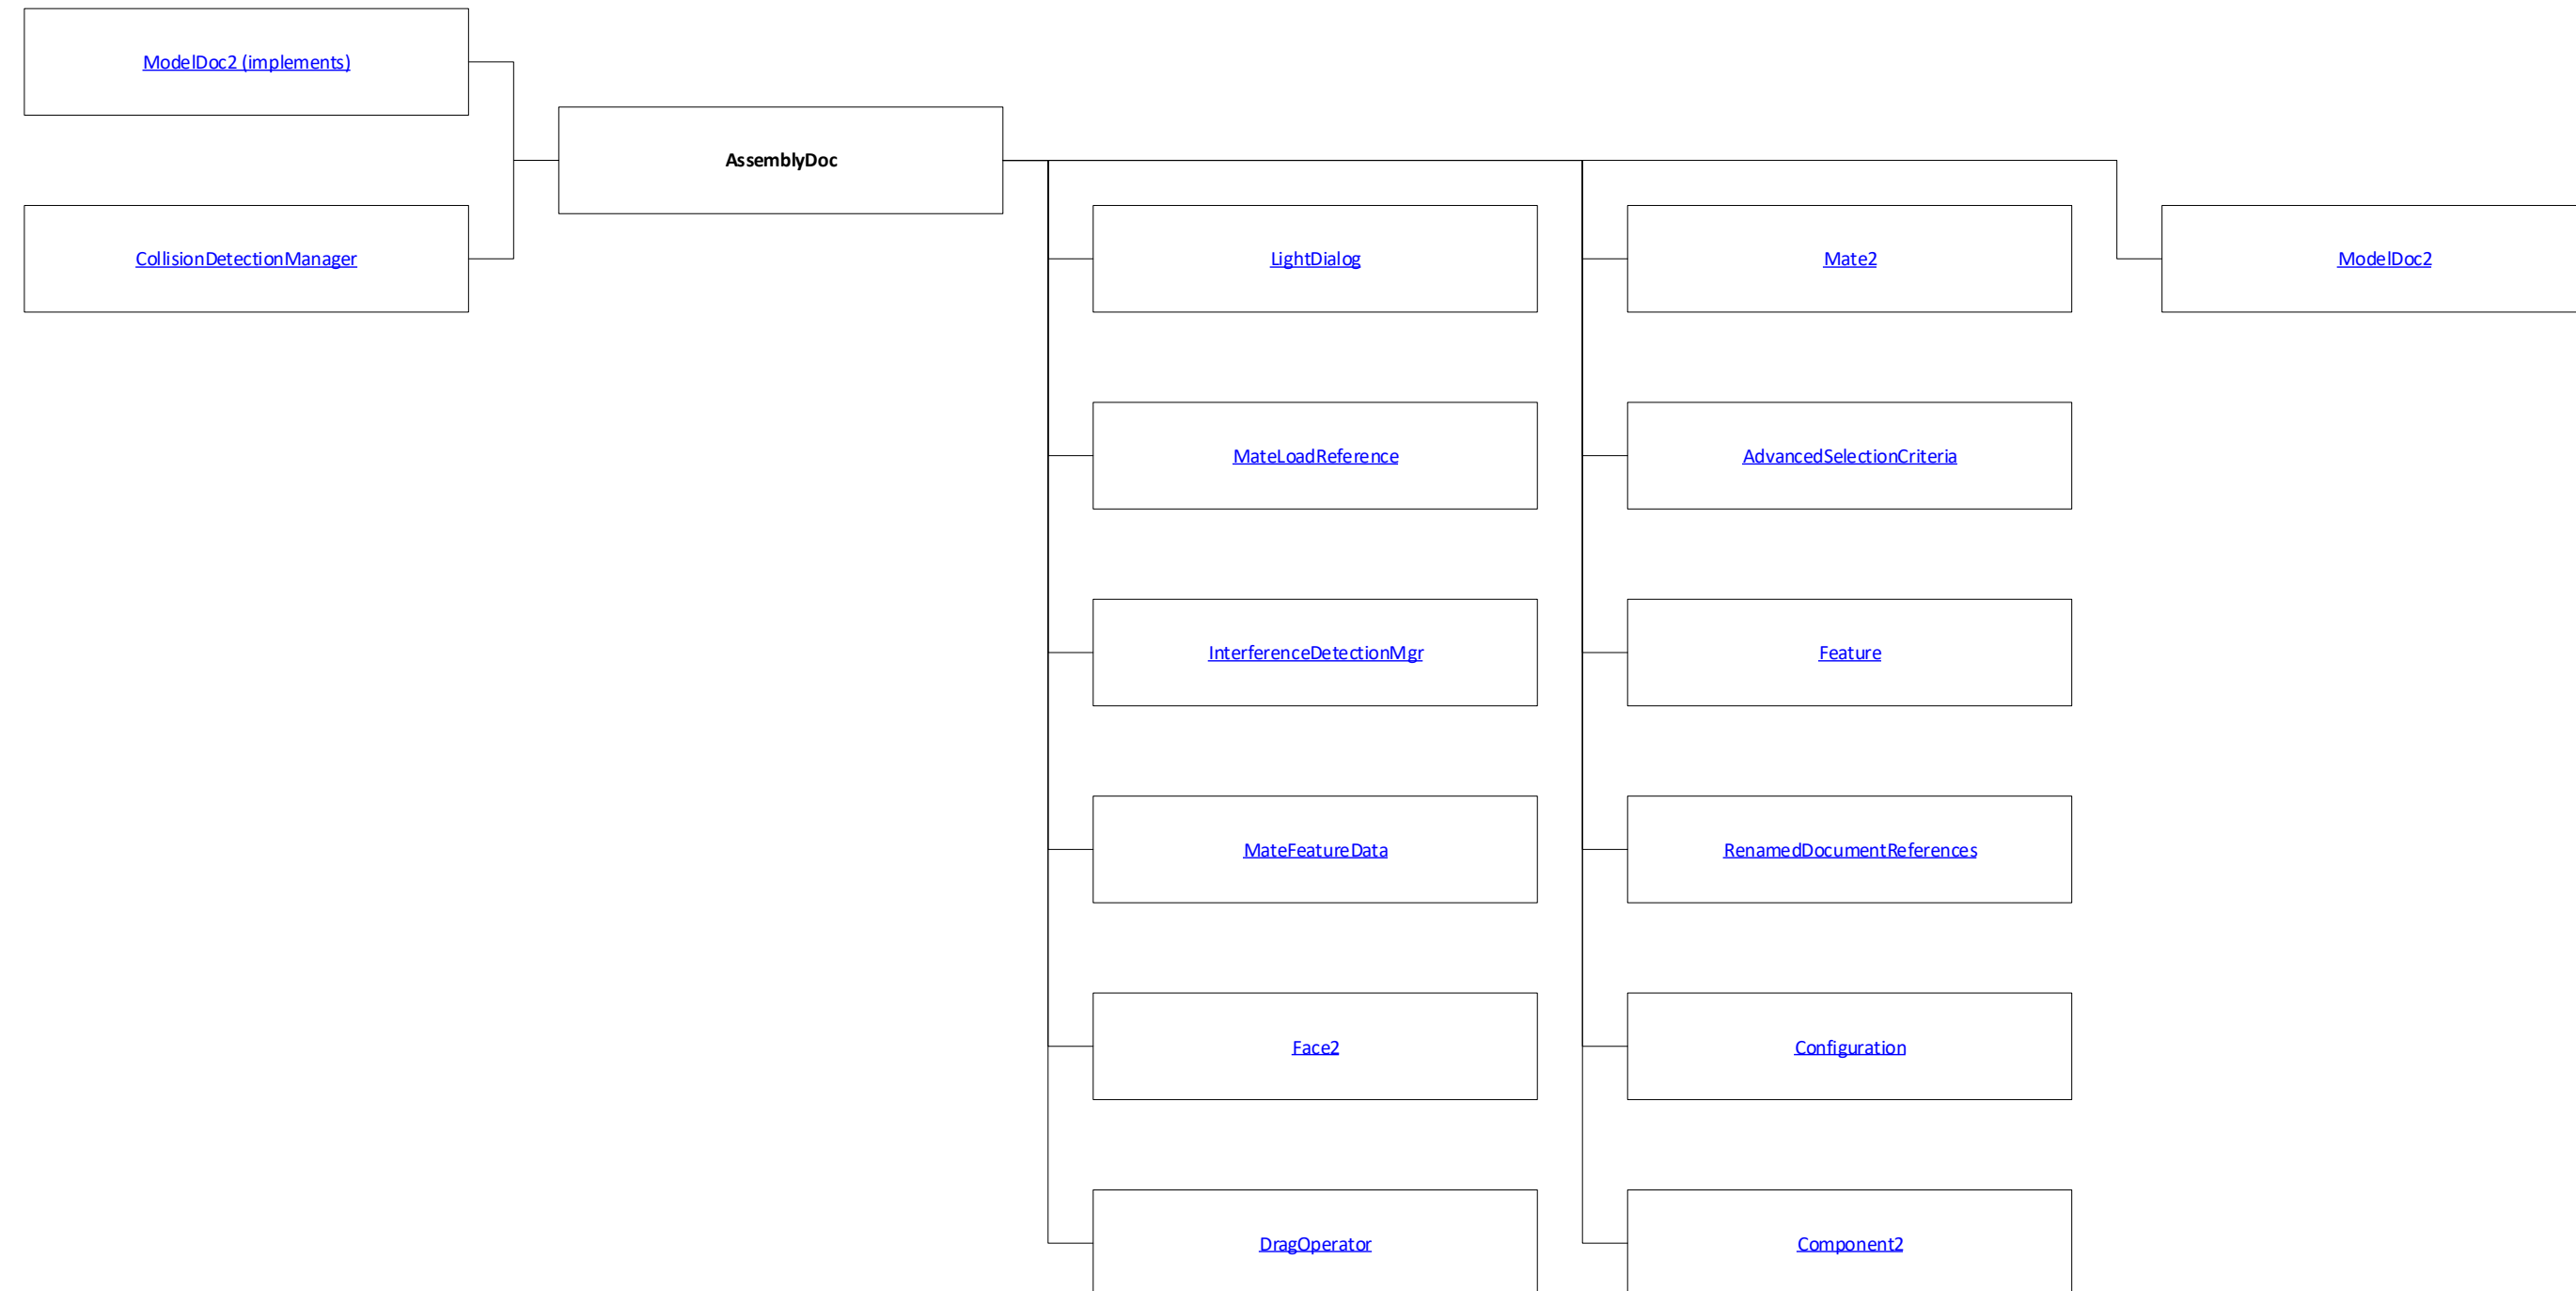 ModelDoc2 (implements)
AssemblyDoc
CollisionDetectionManager
LightDialog
Mate2
ModelDoc2
MateLoadReference
AdvancedSelectionCriteria
InterferenceDetectionMgr
Feature
MateFeatureData
RenamedDocumentReferences
Face2
Configuration
DragOperator
Component2